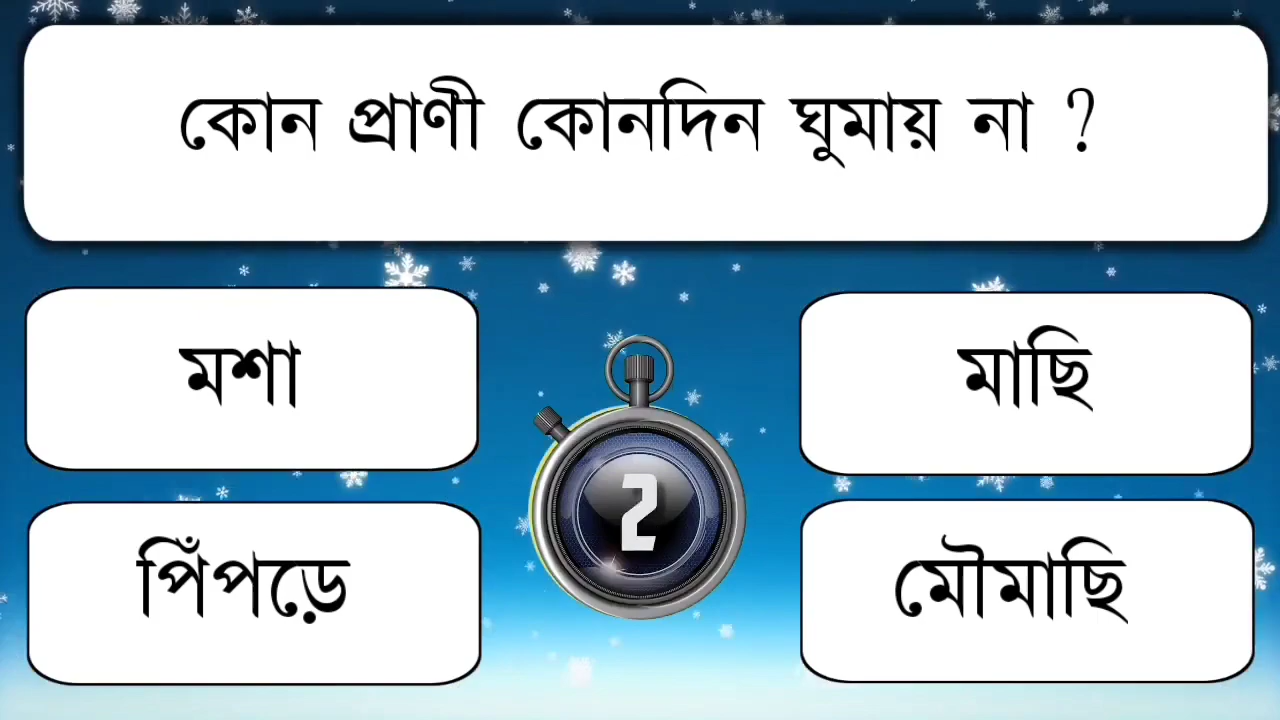 কোন প্রাণী কোনদিন ঘুমায় না ?
মশা
মাছি
2
পিঁপড়ে
মৌমাছি